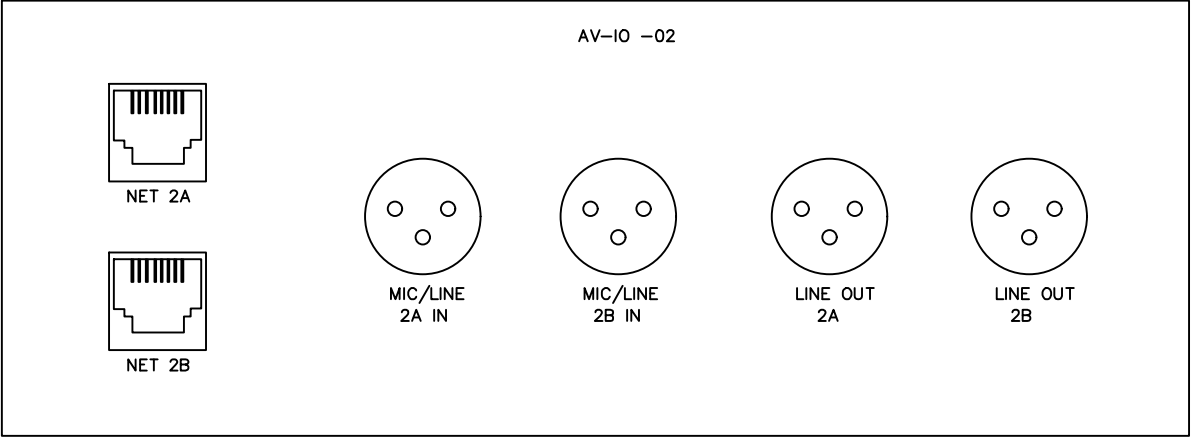 AV-IO -02
NET 2A
MIC/LINE
2A IN
MIC/LINE
2B IN
LINE OUT
2A
LINE OUT
2B
NET 2B